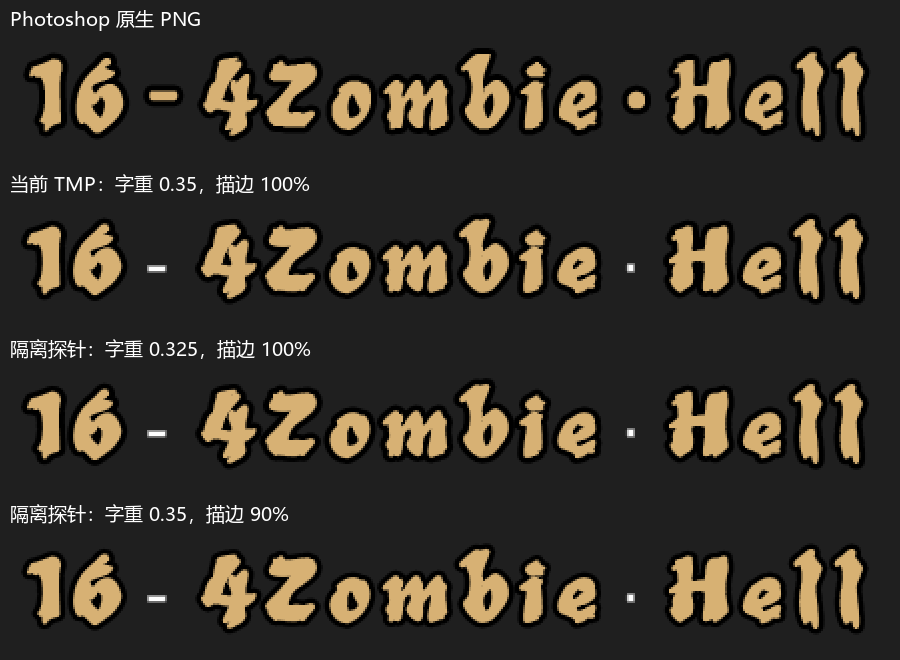 Photoshop 原生 PNG
16-4Zombie·Hell
当前 TMP：字重 0.35，描边 100%
16-4Zombie·Hell
隔离探针：字重 0.325，描边 100%
16-4Zombie·Hell
隔离探针：字重 0.35，描边 90%
16-4Zombie·Hell